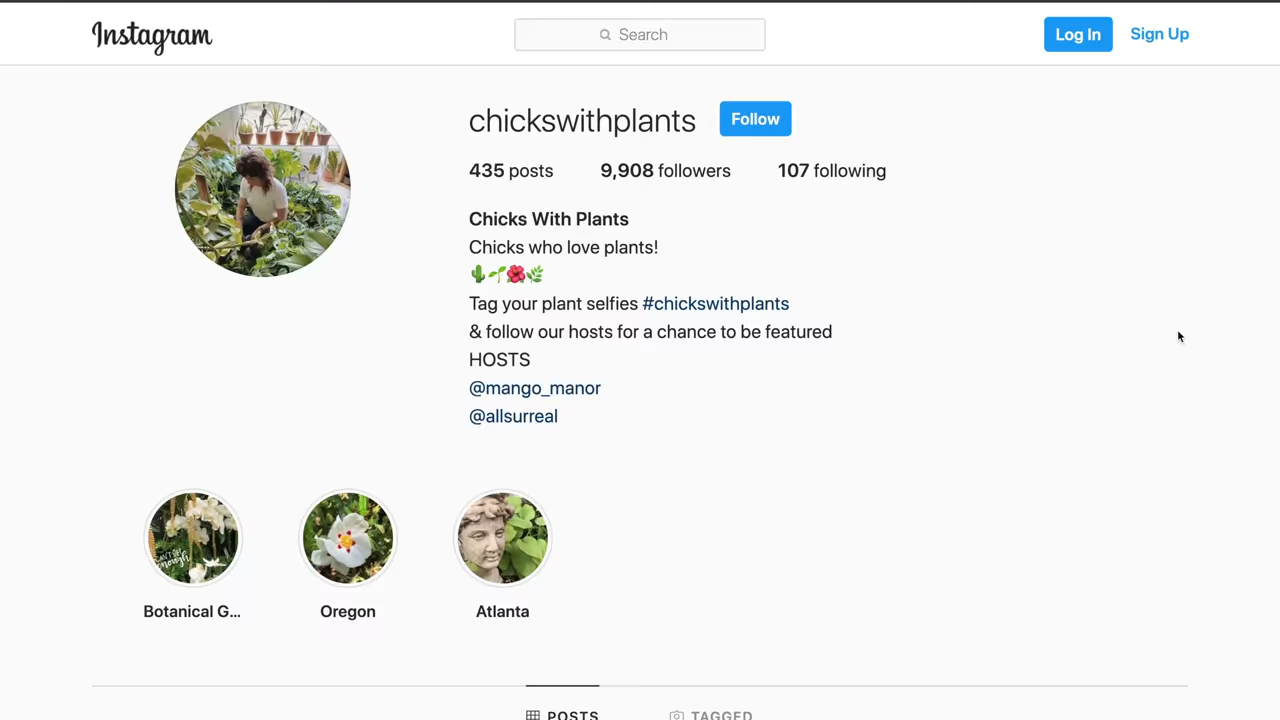 Instagram
Search
Log In
Sign Up
chickswithplants
Follow
435 posts
9,908 followers
107 following
Chicks With Plants
Chicks who love plants!
🌵🌱🌺🌿
Tag your plant selfies #chickswithplants
& follow our hosts for a chance to be featured
HOSTS
@mango_manor
@allsurreal
Botanical G...
Oregon
Atlanta
POSTS
TAGGED